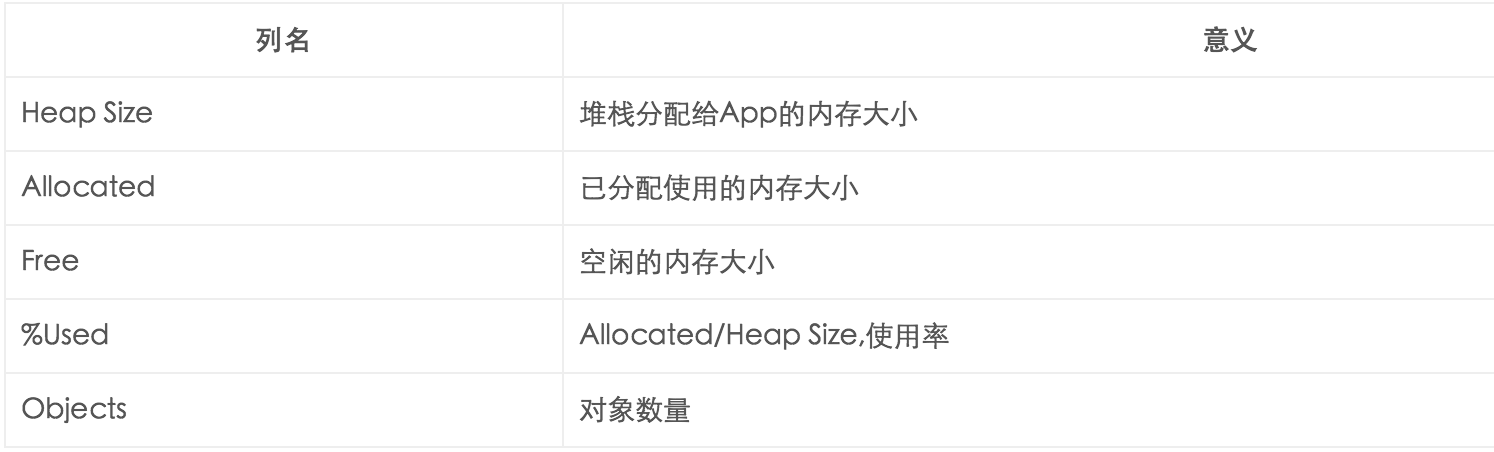 列名 意义
Heap Size 堆栈分配给App的内存大小
Allocated 已分配使用的内存大小
Free 空闲的内存大小
%Used Allocated/Heap Size,使用率
Objects 对象数量